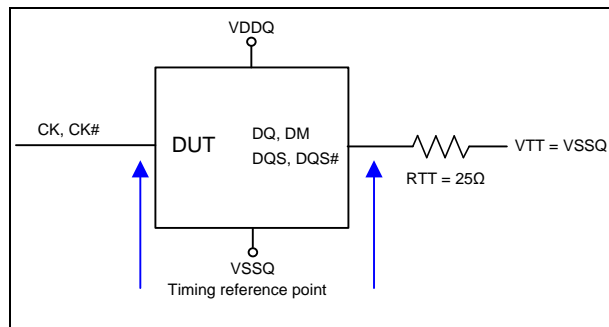 VDDQ
CK, CK#
DUT
DQ, DM
DQS, DQS#
VTT = VSSQ
RTT = 25Ω
VSSQ
Timing reference point